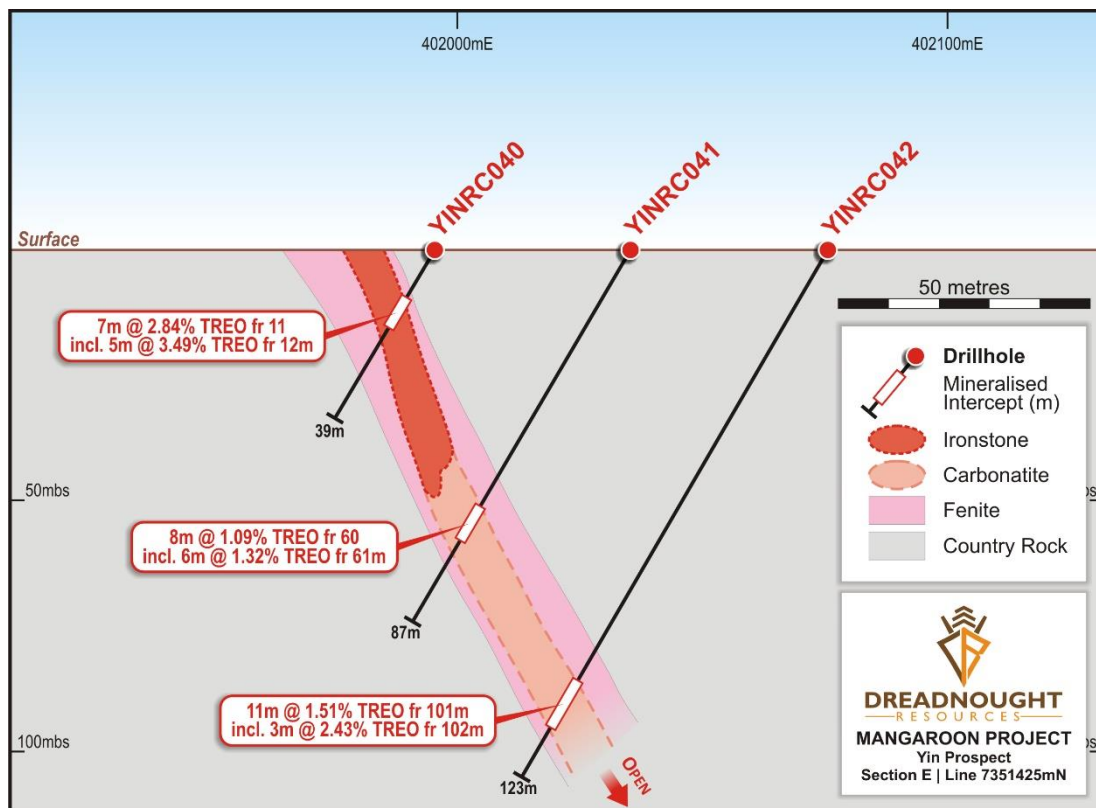 402000mE
402100mE
YINRC040
YINRC041
YINRC042
Surface
50 metres
7m @ 2.84% TREO fr 11
incl. 5m @ 3.49% TREO fr 12m
39m
Drillhole
Mineralised
Intercept (m)
Ironstone
Carbonatite
Fenite
Country Rock
50mbs
8m @ 1.09% TREO fr 60
incl. 6m @ 1.32% TREO fr 61m
87m
11m @ 1.51% TREO fr 101m
incl. 3m @ 2.43% TREO fr 102m
100mbs
123m
OPEN
DREADNOUGHT
RESOURCES
MANGAROON PROJECT
Yin Prospect
Section E | Line 7351425mN